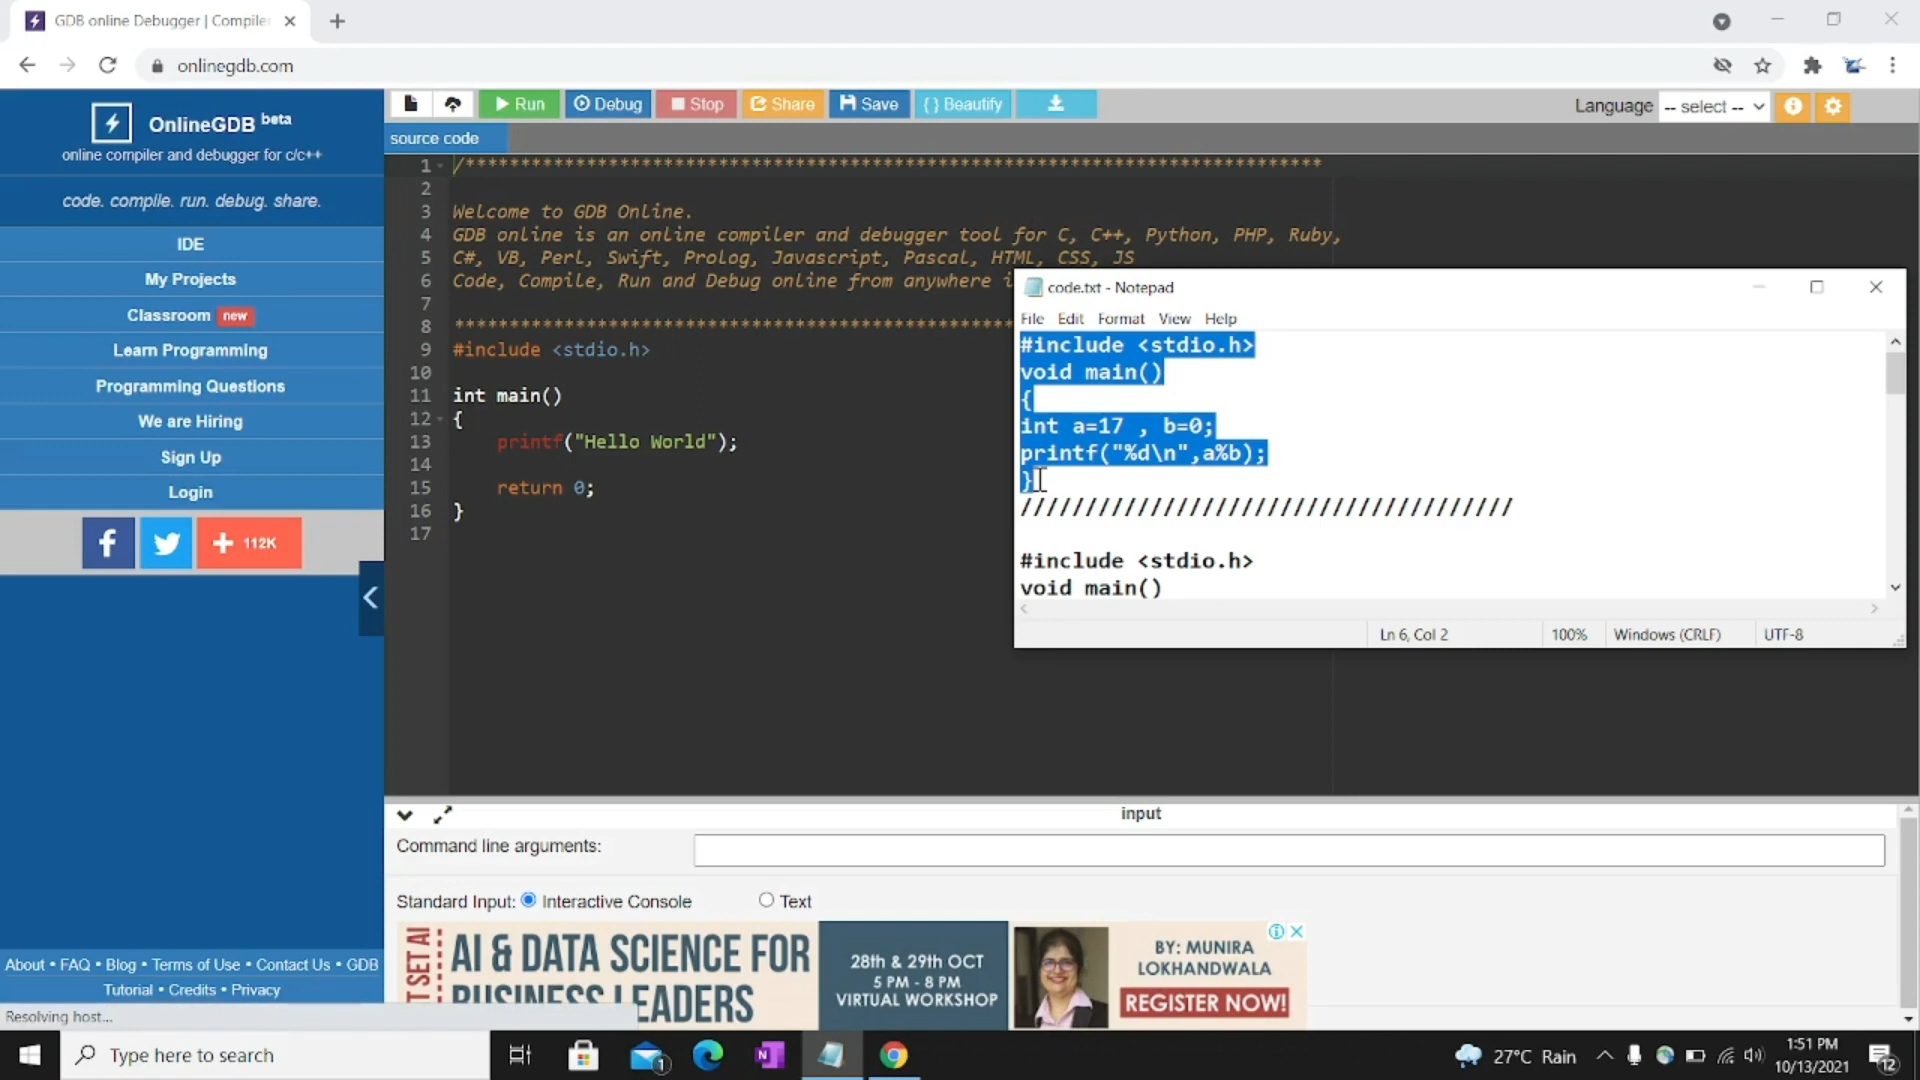 GDB online Debugger | Compiler
onlinegdb.com
OnlineGDB beta
online compiler and debugger for c/c++
code. compile. run. debug. share.
IDE
My Projects
Classroom new
Learn Programming
Programming Questions
We are Hiring
Sign Up
Login
f
+ 112K
About • FAQ • Blog • Terms of Use • Contact Us • GDB
Tutorial • Credits • Privacy
Resolving host...
Run
Debug
Stop
Share
Save
{ } Beautify
Language -- select --
source code
1 /******************************************************************************
2
3 Welcome to GDB Online.
4 GDB online is an online compiler and debugger tool for C, C++, Python, PHP, Ruby,
5 C#, VB, Perl, Swift, Prolog, Javascript, Pascal, HTML, CSS, JS
6 Code, Compile, Run and Debug online from anywhere
7
8 ***************************************************
9 #include <stdio.h>
10
11 int main()
12 {
13 printf("Hello World");
14
15 return 0;
16 }
17
code.txt - Notepad
File Edit Format View Help
#include <stdio.h>
void main()
{
int a=17 , b=0;
printf("%d\n",a%b);
}
//////////////////////////////////////
#include <stdio.h>
void main()
Ln 6, Col 2 100% Windows (CRLF) UTF-8
input
Command line arguments:
Standard Input: Interactive Console Text
T SET AI
AI & DATA SCIENCE FOR
BUSINESS LEADERS
28th & 29th OCT
5 PM - 8 PM
VIRTUAL WORKSHOP
BY: MUNIRA
LOKHANDWALA
REGISTER NOW!
Type here to search
1
27°C Rain
1:51 PM
10/13/2021
12